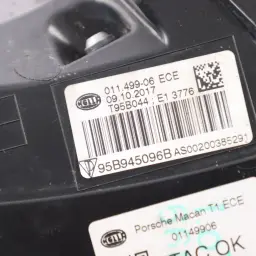 HELLA
011.499-06 ECE
09.10.2017
T95B044 : E1 3776
95B945096B AS00200385291
HELLA
Porsche Macan T1 ECE
01149906
TAC OK